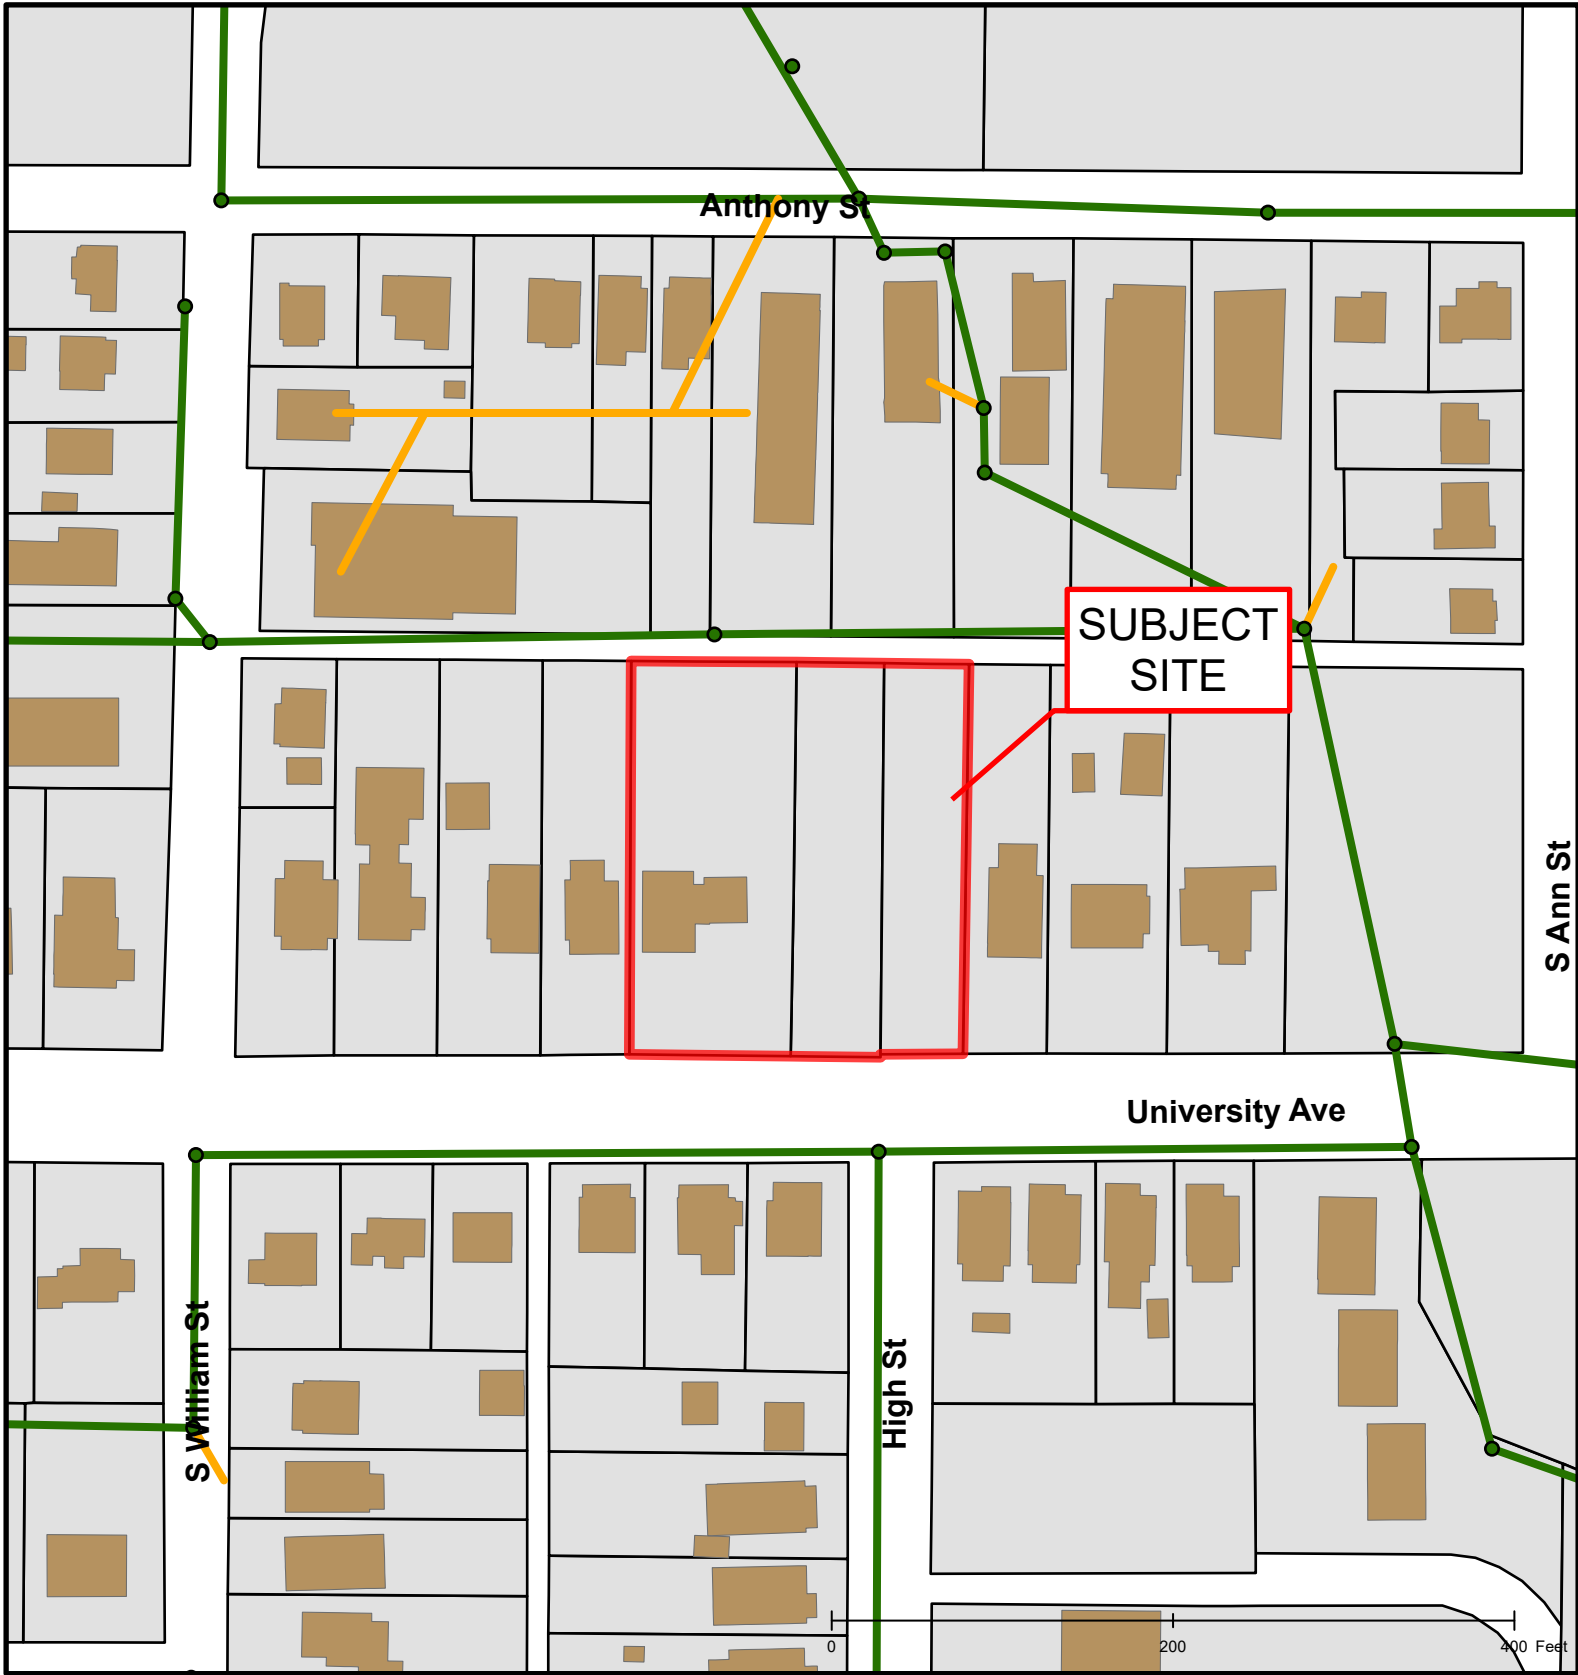 Anthony St
SUBJECT
SITE
S Ann St
University Ave
S William St
High St
0 200 400 Feet